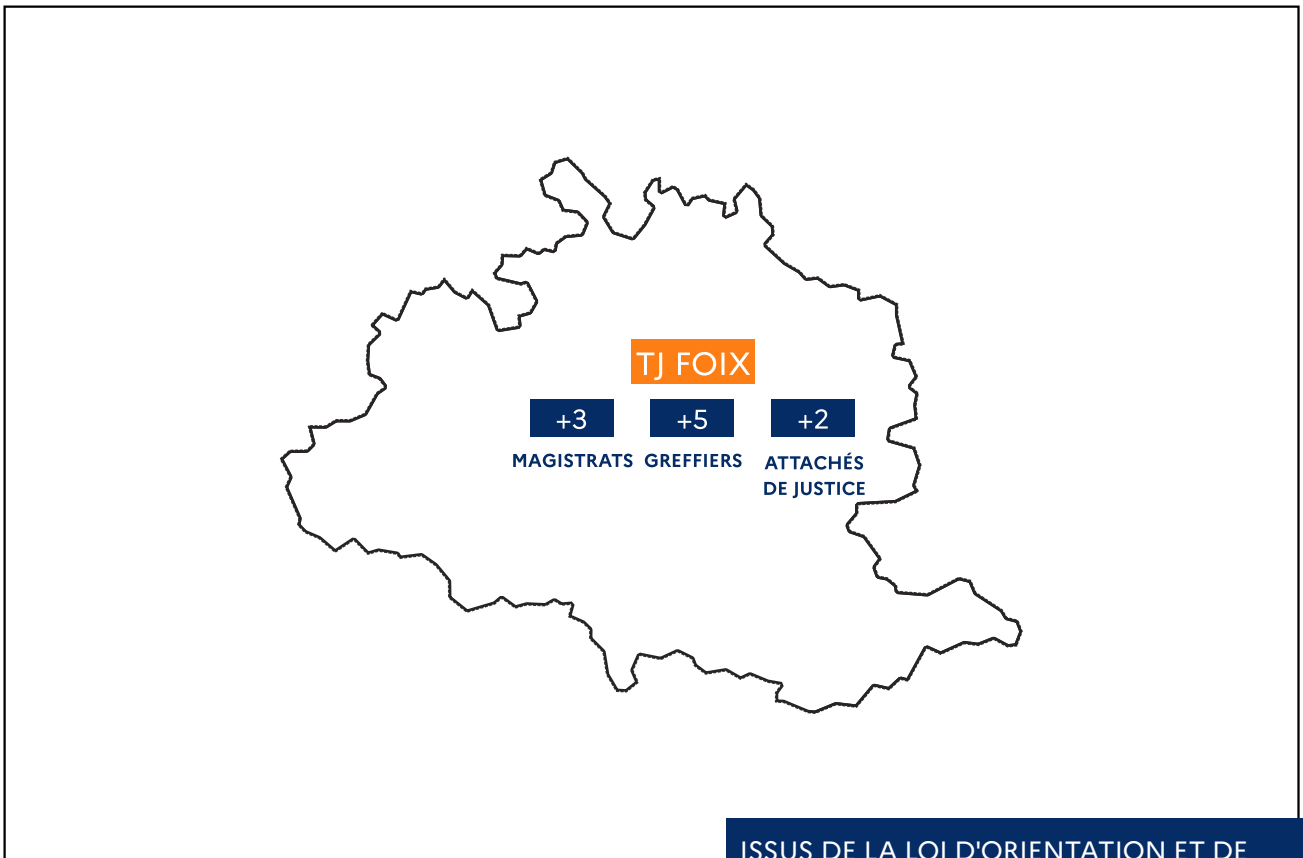 TJ FOIX
+3
+5
+2
MAGISTRATS
GREFFIERS
ATTACHÉS
DE JUSTICE
ISSUS DE LA LOI D'ORIENTATION ET DE